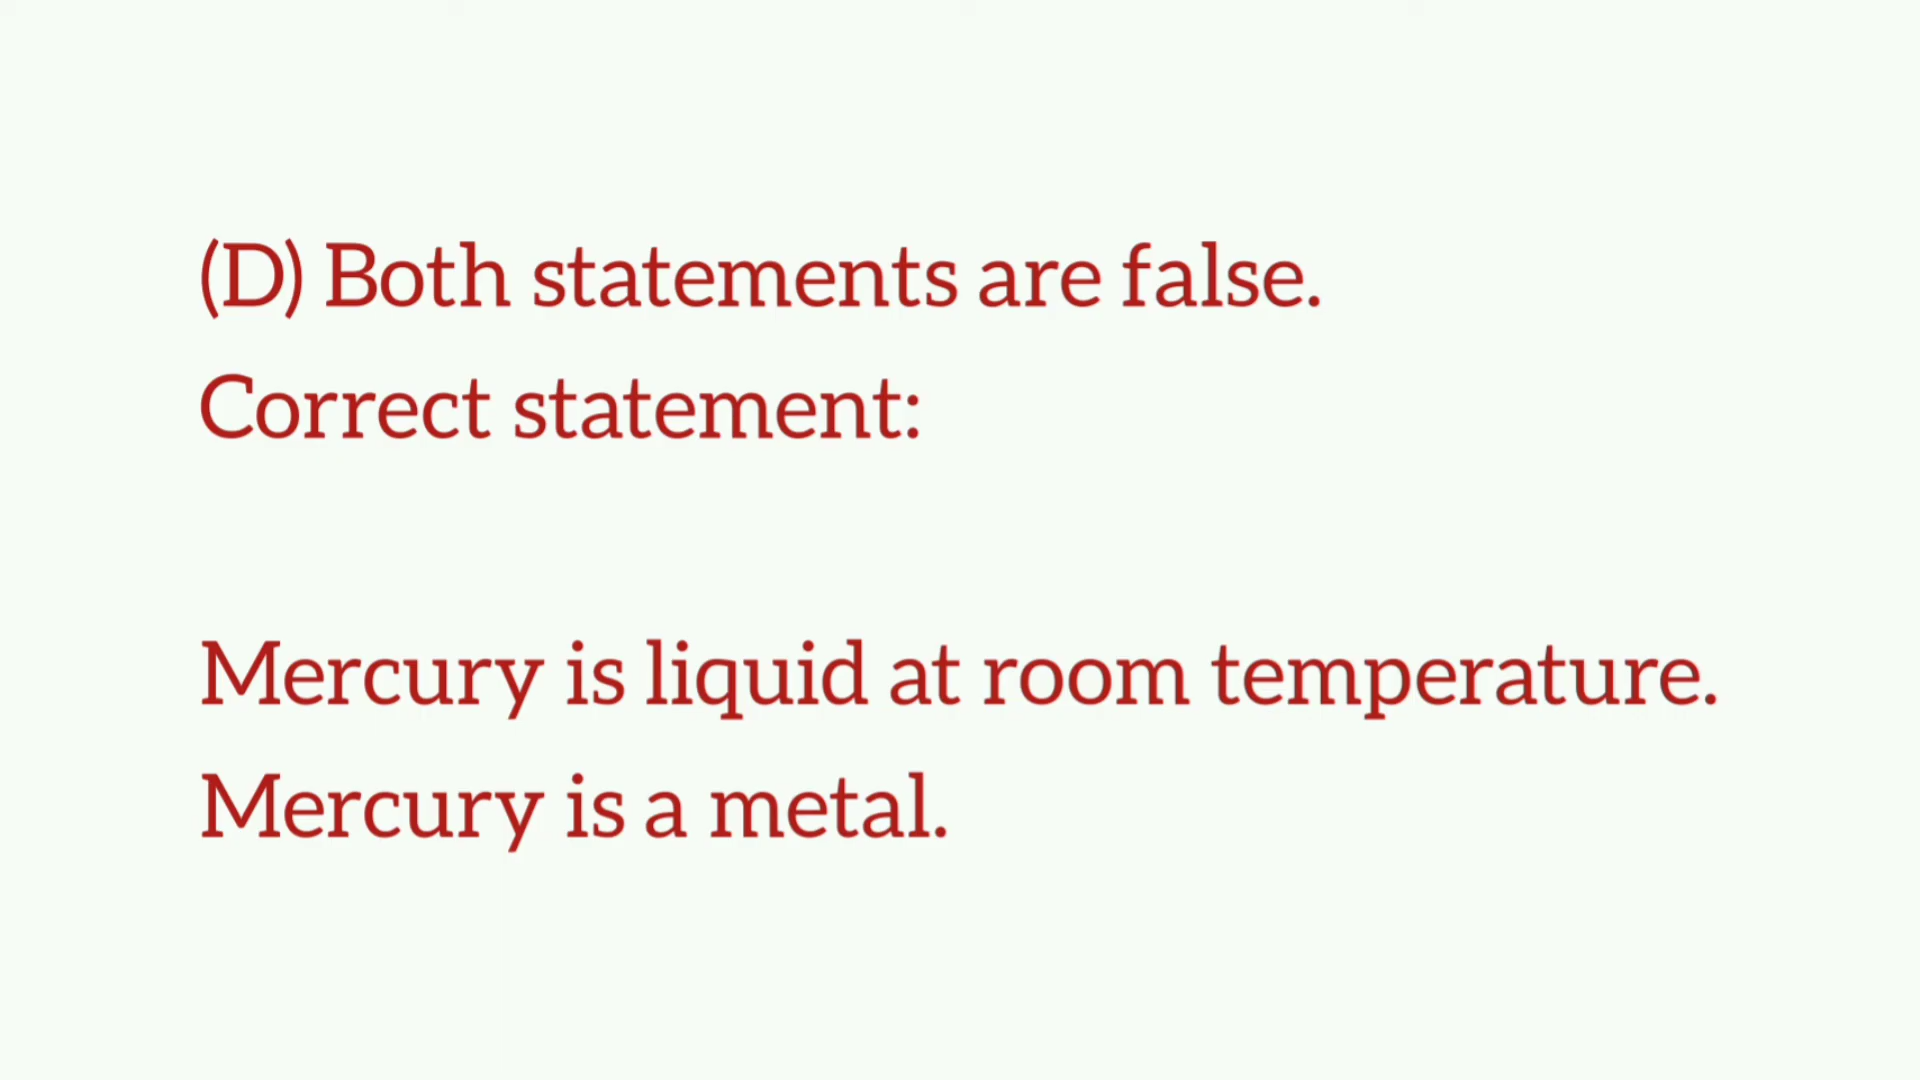 (D) Both statements are false.
Correct statement:
Mercury is liquid at room temperature.
Mercury is a metal.